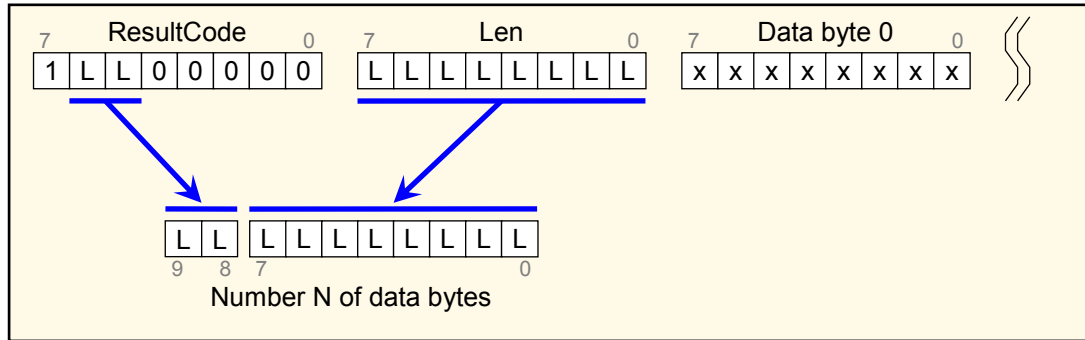 ResultCode Len Data byte 0
7 0 7 0 7 0
1 L L 0 0 0 0 0 L L L L L L L L x x x x x x x x
L L L L L L L L L L
9 8 7 0
Number N of data bytes